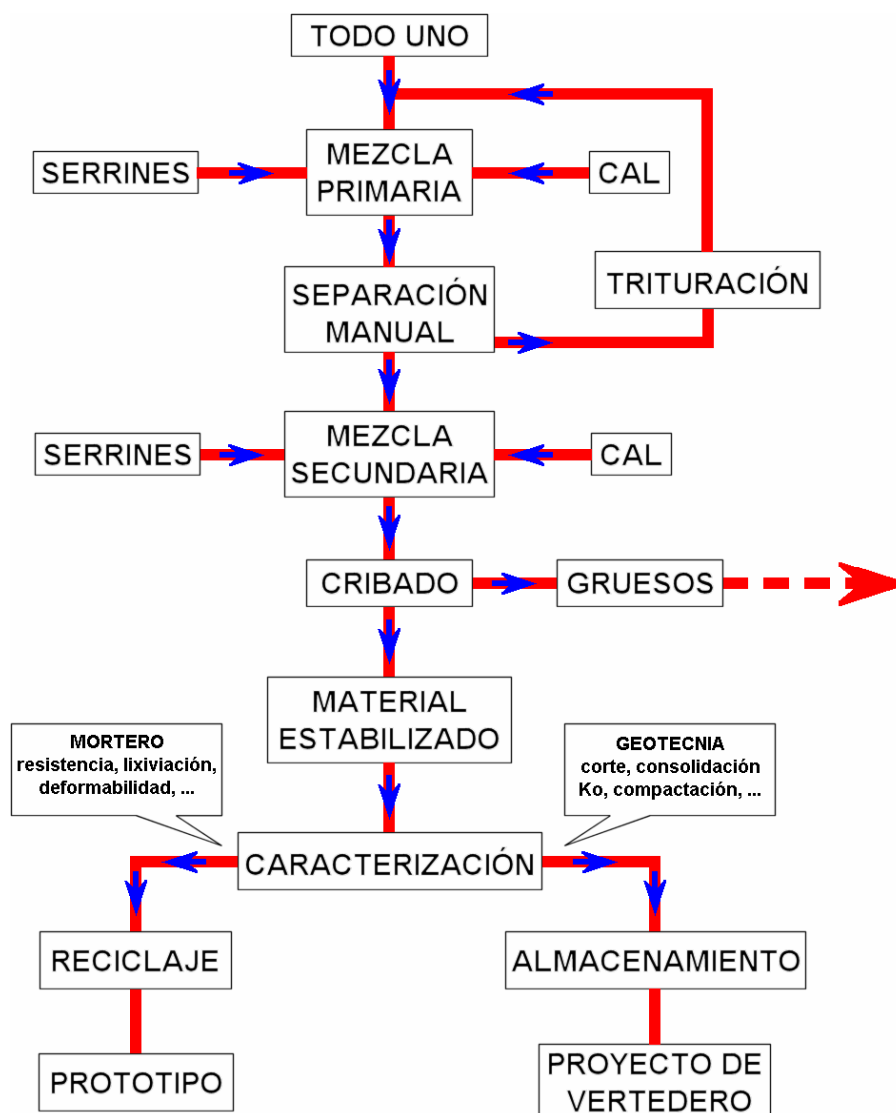 TODO UNO
SERRINES
MEZCLA
PRIMARIA
CAL
SEPARACIÓN
MANUAL
TRITURACIÓN
SERRINES
MEZCLA
SECUNDARIA
CAL
CRIBADO
GRUESOS
MATERIAL
ESTABILIZADO
MORTERO
resistencia, lixiviación,
deformabilidad, ...
GEOTECNIA
corte, consolidación
Ko, compactación, ...
CARACTERIZACIÓN
RECICLAJE
ALMACENAMIENTO
PROTOTIPO
PROYECTO DE
VERTEDERO